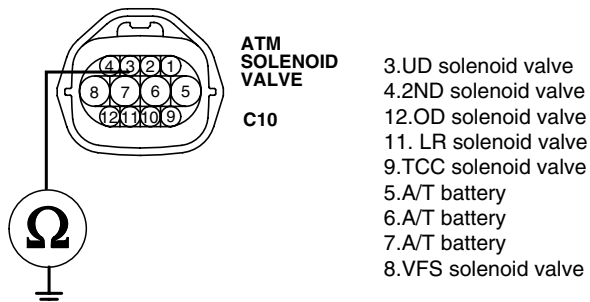 ATM
SOLENOID
VALVE
C10
4 3 2 1
8 7 6 5
12 11 10 9
Ω
3.UD solenoid valve
4.2ND solenoid valve
12.OD solenoid valve
11. LR solenoid valve
9.TCC solenoid valve
5.A/T battery
6.A/T battery
7.A/T battery
8.VFS solenoid valve